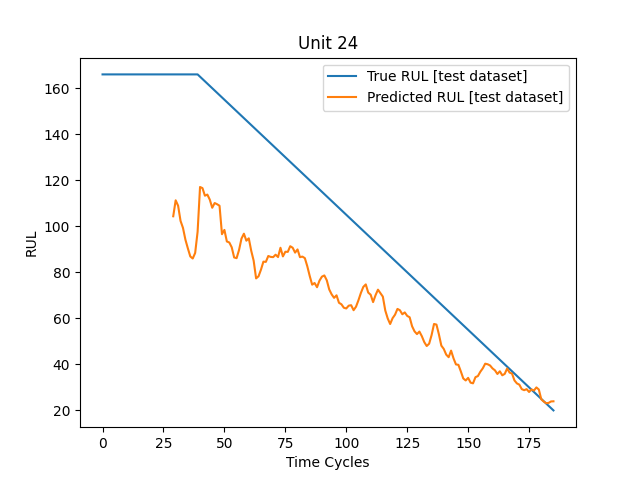 Unit 24
True RUL [test dataset]
Predicted RUL [test dataset]
160
140
120
100
80
60
40
20
RUL
0 25 50 75 100 125 150 175
Time Cycles